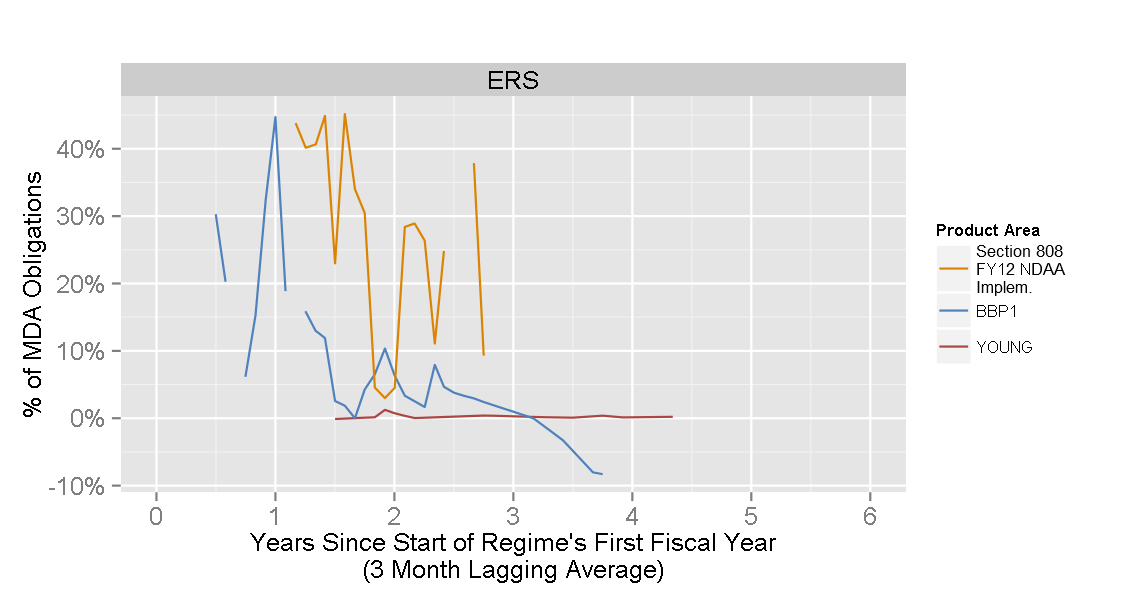 ERS
% of MDA Obligations
40%
30%
20%
10%
0%
-10%
0 1 2 3 4 5 6
Years Since Start of Regime's First Fiscal Year
(3 Month Lagging Average)
Product Area
Section 808
FY12 NDAA
Implem.
BBP1
YOUNG